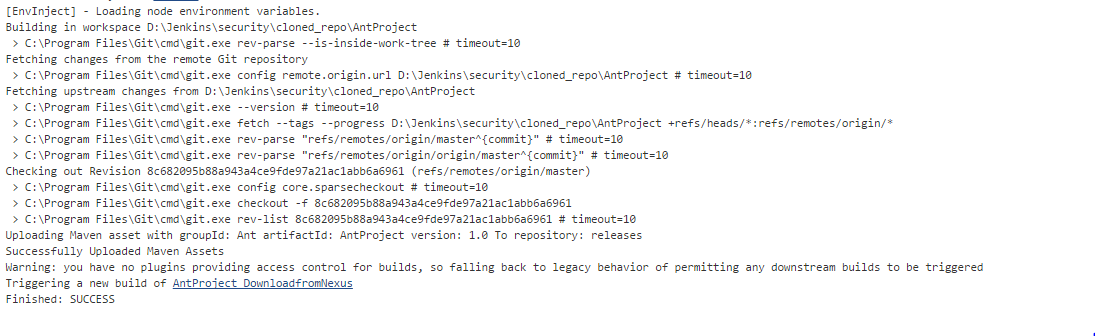 [EnvInject] - Loading node environment variables.
Building in workspace D:\Jenkins\security\cloned_repo\AntProject
> C:\Program Files\Git\cmd\git.exe rev-parse --is-inside-work-tree # timeout=10
Fetching changes from the remote Git repository
> C:\Program Files\Git\cmd\git.exe config remote.origin.url D:\Jenkins\security\cloned_repo\AntProject # timeout=10
Fetching upstream changes from D:\Jenkins\security\cloned_repo\AntProject
> C:\Program Files\Git\cmd\git.exe --version # timeout=10
> C:\Program Files\Git\cmd\git.exe fetch --tags --progress D:\Jenkins\security\cloned_repo\AntProject +refs/heads/*:refs/remotes/origin/*
> C:\Program Files\Git\cmd\git.exe rev-parse "refs/remotes/origin/master^{commit}" # timeout=10
> C:\Program Files\Git\cmd\git.exe rev-parse "refs/remotes/origin/origin/master^{commit}" # timeout=10
Checking out Revision 8c682095b88a943a4ce9fde97a21ac1abb6a6961 (refs/remotes/origin/master)
> C:\Program Files\Git\cmd\git.exe config core.sparsecheckout # timeout=10
> C:\Program Files\Git\cmd\git.exe checkout -f 8c682095b88a943a4ce9fde97a21ac1abb6a6961
> C:\Program Files\Git\cmd\git.exe rev-list 8c682095b88a943a4ce9fde97a21ac1abb6a6961 # timeout=10
Uploading Maven asset with groupId: Ant artifactId: AntProject version: 1.0 To repository: releases
Successfully Uploaded Maven Assets
Warning: you have no plugins providing access control for builds, so falling back to legacy behavior of permitting any downstream builds to be triggered
Triggering a new build of AntProject_DownloadfromNexus
Finished: SUCCESS